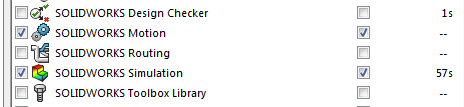 SOLIDWORKS Design Checker 1s
SOLIDWORKS Motion --
SOLIDWORKS Routing --
SOLIDWORKS Simulation 57s
SOLIDWORKS Toolbox Library --